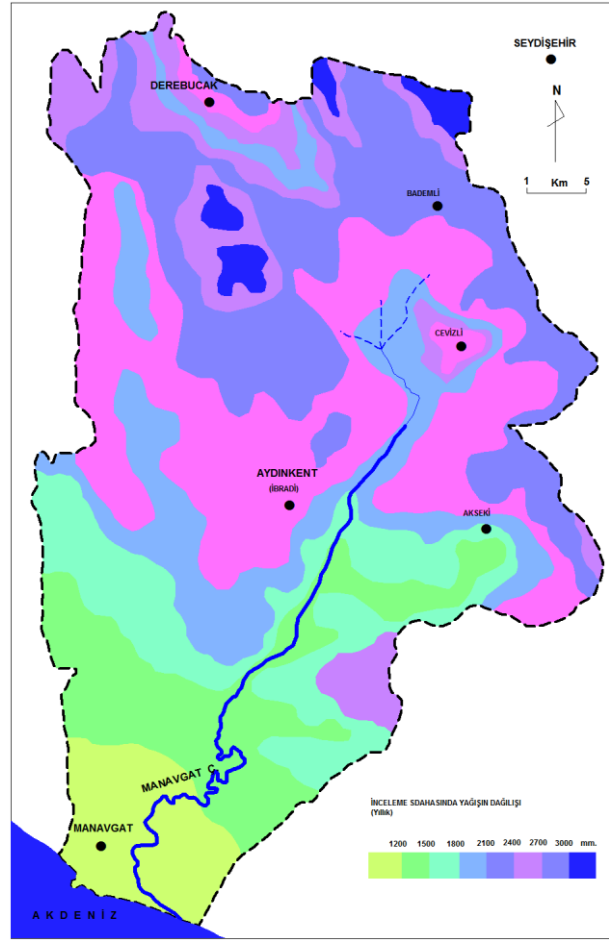 SEYDİŞEHİR
DEREBUCAK
N
1 Km 5
BADEMLİ
CEVİZLİ
AYDINKENT
(İBRADİ)
AKSEKİ
MANAVGAT Ç
İNCELEME SDAHASINDA YAĞIŞIN DAĞILIŞI
(Yıllık)
MANAVGAT
1200 1500 1800 2100 2400 2700 3000 mm.
AKDENİZ